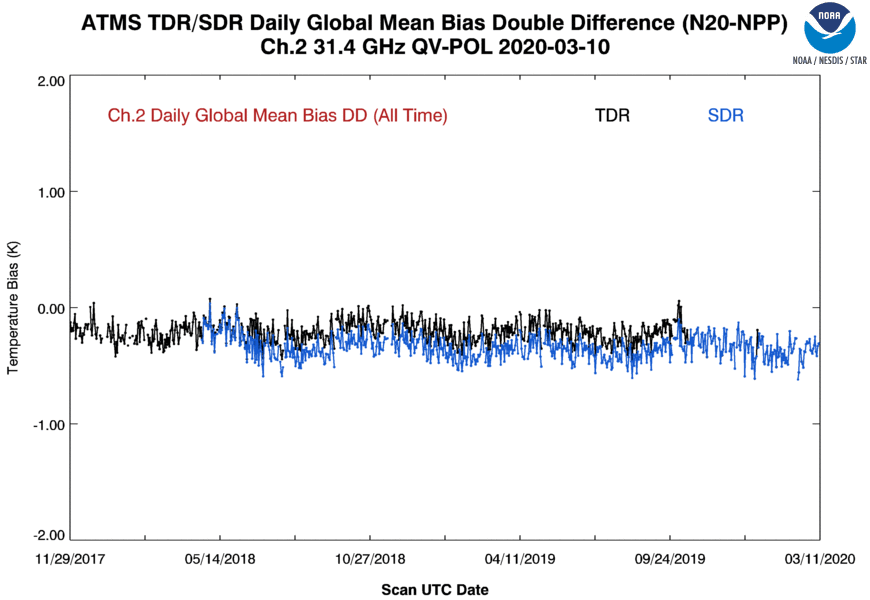 ATMS TDR/SDR Daily Global Mean Bias Double Difference (N20-NPP)
Ch.2 31.4 GHz QV-POL 2020-03-10
NOAA
NOAA / NESDIS / STAR
Ch.2 Daily Global Mean Bias DD (All Time)
TDR
SDR
Temperature Bias (K)
2.00
1.00
0.00
-1.00
-2.00
11/29/2017
05/14/2018
10/27/2018
04/11/2019
09/24/2019
03/11/2020
Scan UTC Date